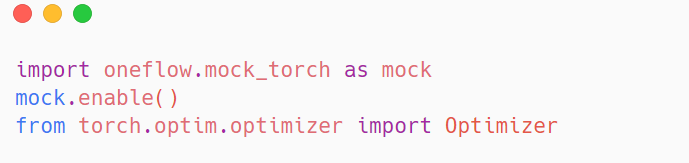 import oneflow.mock_torch as mock
mock.enable()
from torch.optim.optimizer import Optimizer